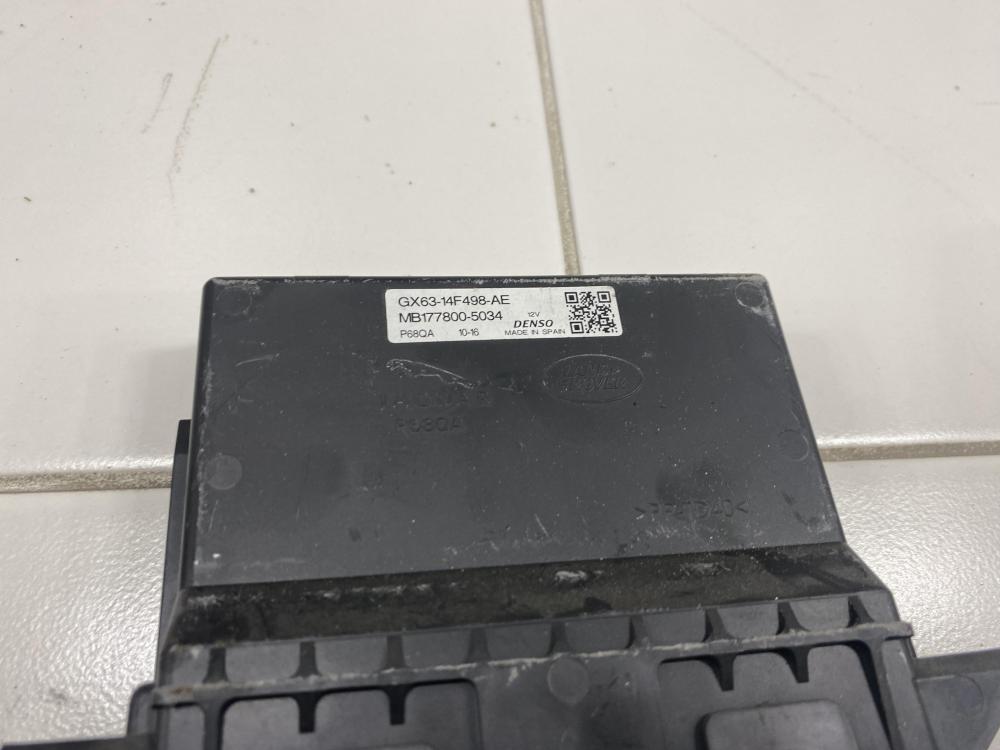 GX63-14F498-AE
MB177800-5034
12V
DENSO
P68QA 10-16 MADE IN SPAIN
LAND-
ROVER
JAGUAR
P68QA